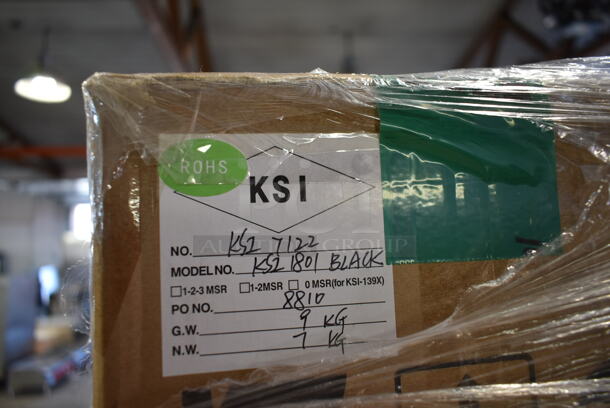 ROHS
KSI
NO. KSI 7122
MODEL NO. KSI 1801 BLACK
□1-2-3 MSR □1-2MSR □ 0 MSR(for KSI-139X)
PO NO. 8810
G.W. 9 KG
N.W. 7 KG